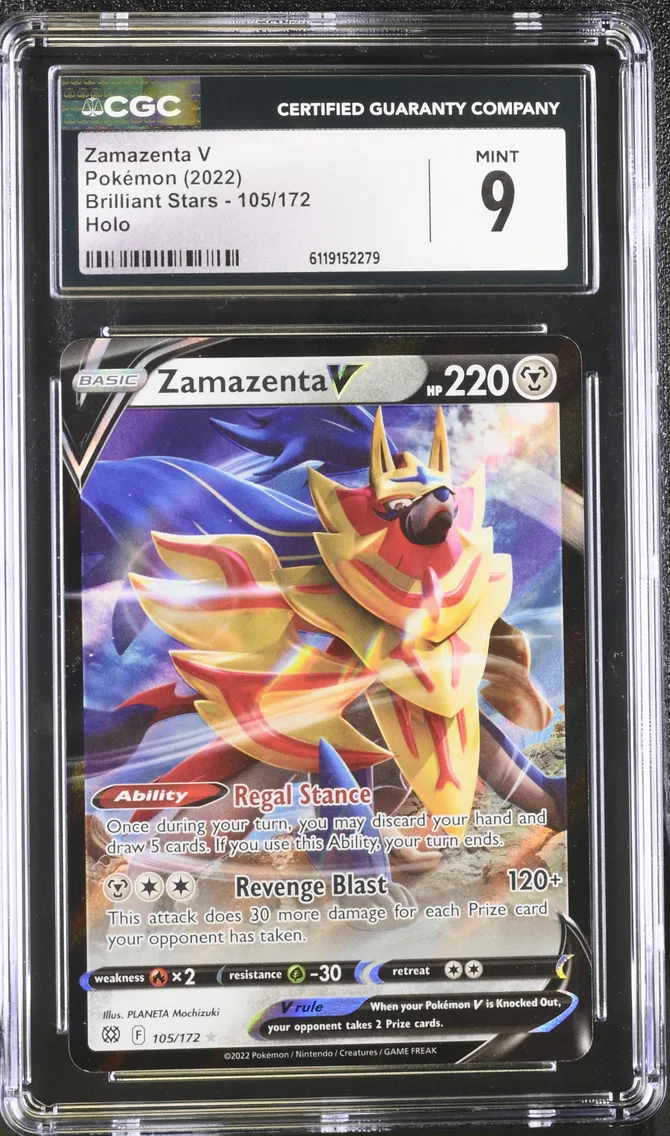 CGC CERTIFIED GUARANTY COMPANY
Zamazenta V
Pokémon (2022)
Brilliant Stars - 105/172
Holo
MINT
9
6119152279
BASIC Zamazenta V HP 220
Ability Regal Stance
Once during your turn, you may discard your hand and
draw 5 cards. If you use this Ability, your turn ends.
Revenge Blast 120+
This attack does 30 more damage for each Prize card
your opponent has taken.
weakness ×2 resistance -30 retreat
Illus. PLANETA Mochizuki
V rule When your Pokémon V is Knocked Out,
your opponent takes 2 Prize cards.
F 105/172
©2022 Pokémon / Nintendo / Creatures / GAME FREAK